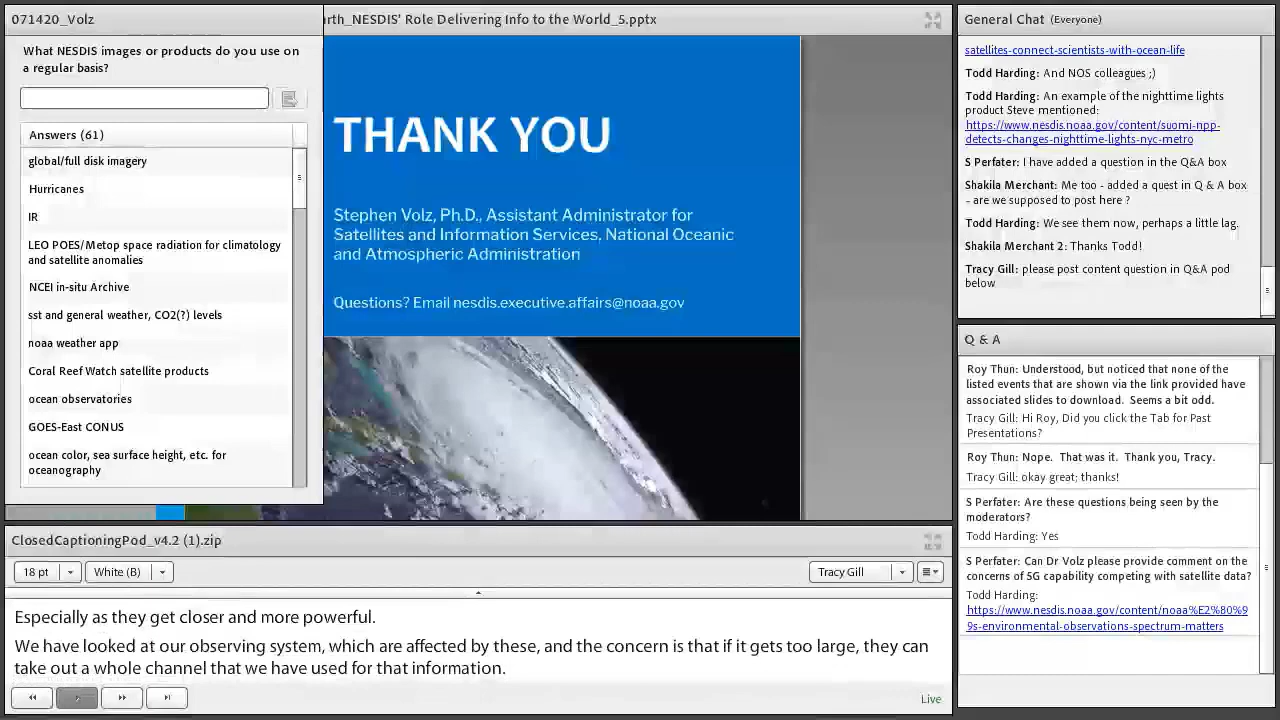 071420_Volz
What NESDIS images or products do you use on
a regular basis?
Answers (61)
global/full disk imagery
Hurricanes
IR
LEO POES/Metop space radiation for climatology
and satellite anomalies
NCEI in-situ Archive
sst and general weather, CO2(?) levels
noaa weather app
Coral Reef Watch satellite products
ocean observatories
GOES-East CONUS
ocean color, sea surface height, etc. for
oceanography
rth_NESDIS' Role Delivering Info to the World_5.pptx
THANK YOU
Stephen Volz, Ph.D., Assistant Administrator for
Satellites and Information Services, National Oceanic
and Atmospheric Administration
Questions? Email nesdis.executive.affairs@noaa.gov
ClosedCaptioningPod_v4.2 (1).zip
18 pt
White (B)
Tracy Gill
Especially as they get closer and more powerful.
We have looked at our observing system, which are affected by these, and the concern is that if it gets too large, they can
take out a whole channel that we have used for that information.
Live
General Chat (Everyone)
satellites-connect-scientists-with-ocean-life
Todd Harding: And NOS colleagues ;)
Todd Harding: An example of the nighttime lights
product Steve mentioned:
https://www.nesdis.noaa.gov/content/suomi-npp-
detects-changes-nighttime-lights-nyc-metro
S Perfater: I have added a question in the Q&A box
Shakila Merchant: Me too - added a quest in Q & A box
- are we supposed to post here ?
Todd Harding: We see them now, perhaps a little lag.
Shakila Merchant 2: Thanks Todd!
Tracy Gill: please post content question in Q&A pod
below
Q & A
Roy Thun: Understood, but noticed that none of the
listed events that are shown via the link provided have
associated slides to download. Seems a bit odd.
Tracy Gill: Hi Roy, Did you click the Tab for Past
Presentations?
Roy Thun: Nope. That was it. Thank you, Tracy.
Tracy Gill: okay great; thanks!
S Perfater: Are these questions being seen by the
moderators?
Todd Harding: Yes
S Perfater: Can Dr Volz please provide comment on the
concerns of 5G capability competing with satellite data?
Todd Harding:
https://www.nesdis.noaa.gov/content/noaa%E2%80%9
9s-environmental-observations-spectrum-matters